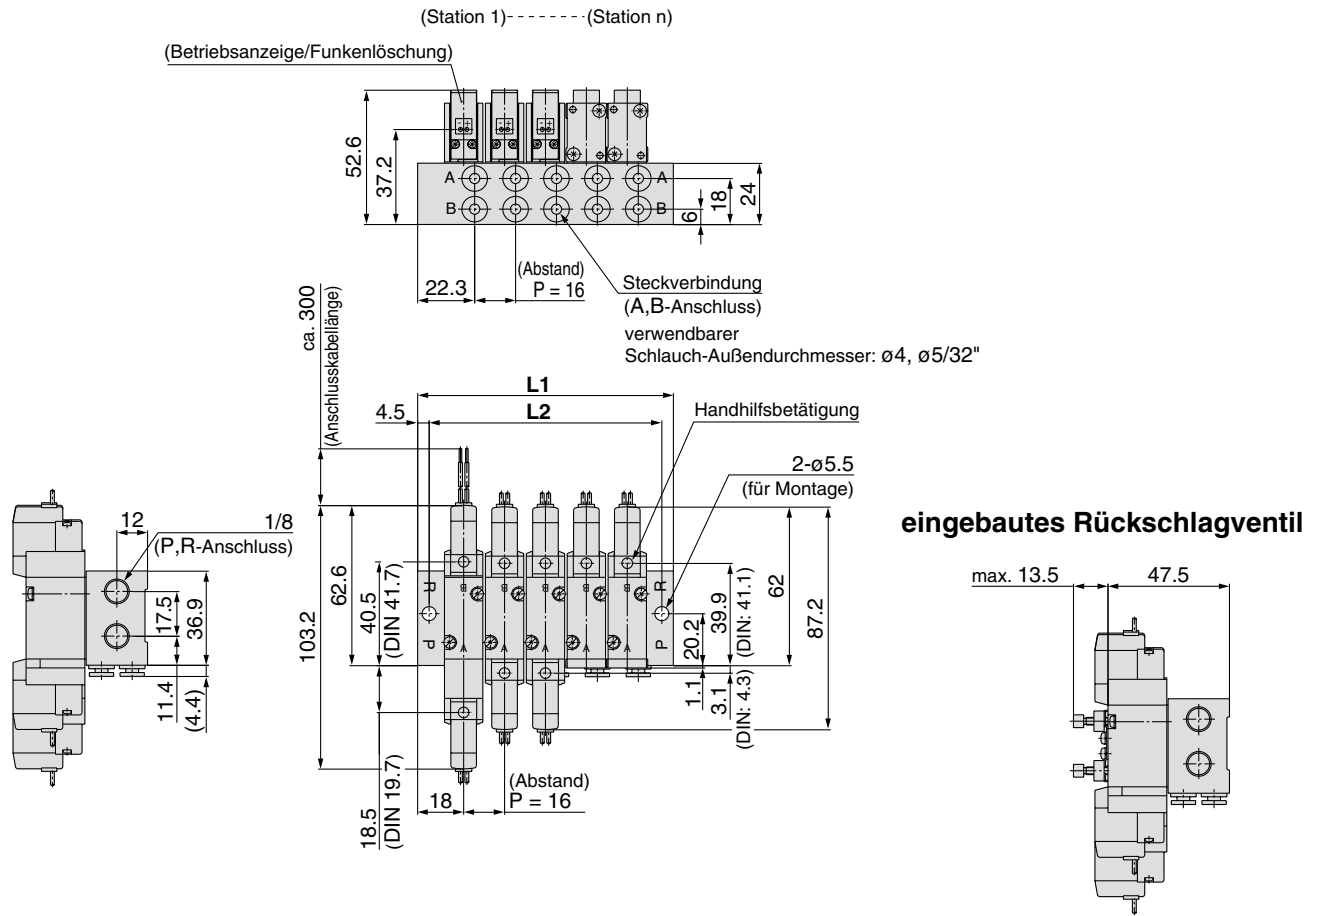 (Station 1)--------(Station n)
(Betriebsanzeige/Funkenlöschung)
52.6
37.2
A
A
B
B
6
18
24
22.3
(Abstand)
P = 16
Steckverbindung
(A,B-Anschluss)
verwendbarer
Schlauch-Außendurchmesser: ø4, ø5/32"
ca. 300
(Anschlusskabellänge)
L1
4.5
L2
Handhilfsbetätigung
2-ø5.5
(für Montage)
12
1/8
(P,R-Anschluss)
17.5
36.9
11.4
(4.4)
103.2
62.6
40.5
(DIN 41.7)
R
P
B
B
B
B
A
A
A
A
R
P
20.2
39.9
(DIN: 41.1)
62
87.2
1.1
3.1
(DIN: 4.3)
18
(Abstand)
P = 16
18.5
(DIN 19.7)
eingebautes Rückschlagventil
max. 13.5
47.5